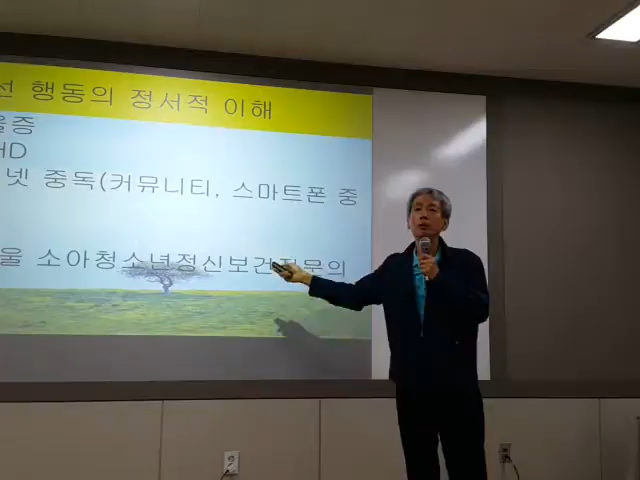 행동의 정서적 이해
울증
HD
넷 중독(커뮤니티, 스마트폰 중
울 소아청소년정신보건전문의